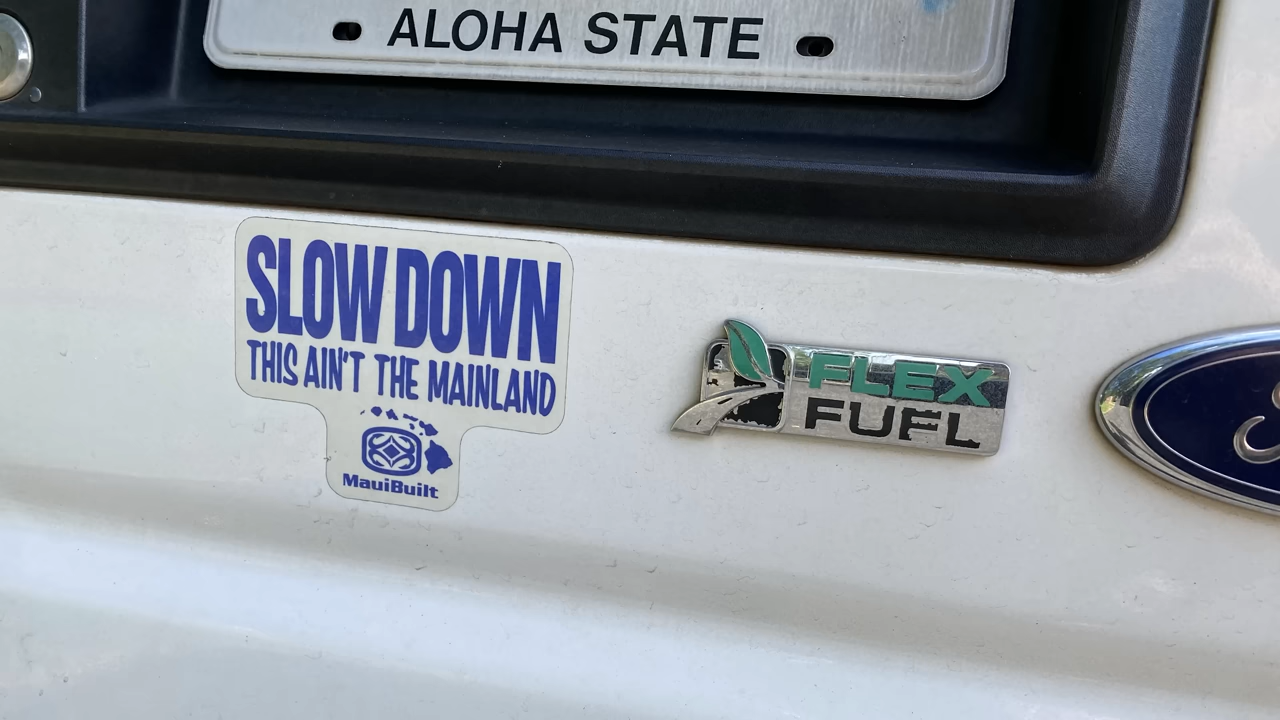 ALOHA STATE
SLOW DOWN
THIS AIN'T THE MAINLAND
MauiBuilt
FLEX
FUEL